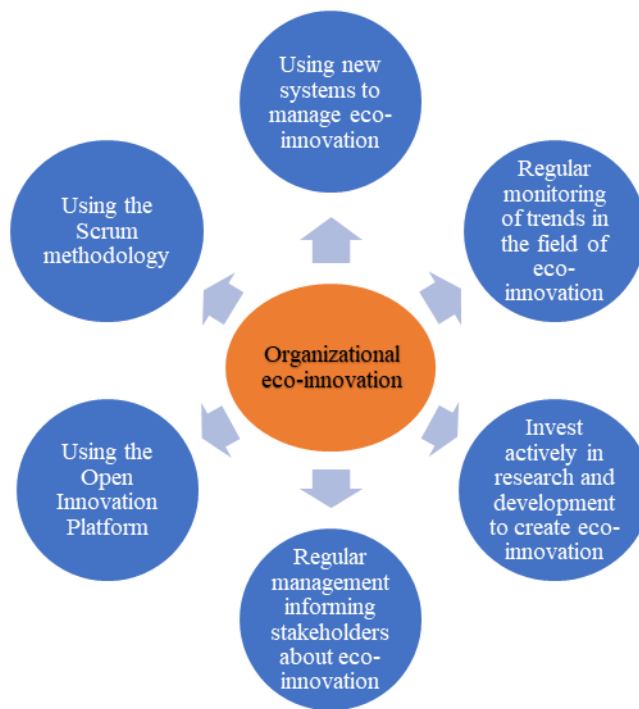 Using new
systems to
manage eco-
innovation
Regular
monitoring
of trends in
the field of
eco-
innovation
Invest
actively in
research and
development
to create eco-
innovation
Regular
management
informing
stakeholders
about eco-
innovation
Using the
Open
Innovation
Platform
Using the
Scrum
methodology
Organizational
eco-innovation